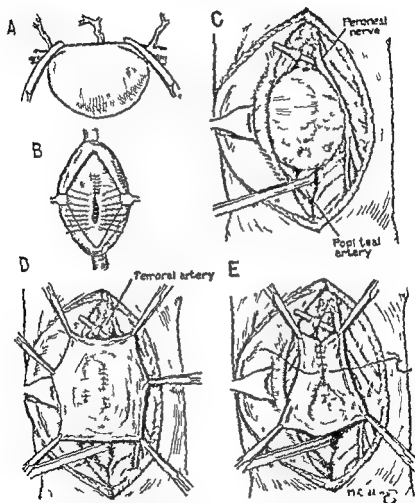 A
C
Peroneal
nerve
B
Popliteal
artery
D
Femoral artery
E